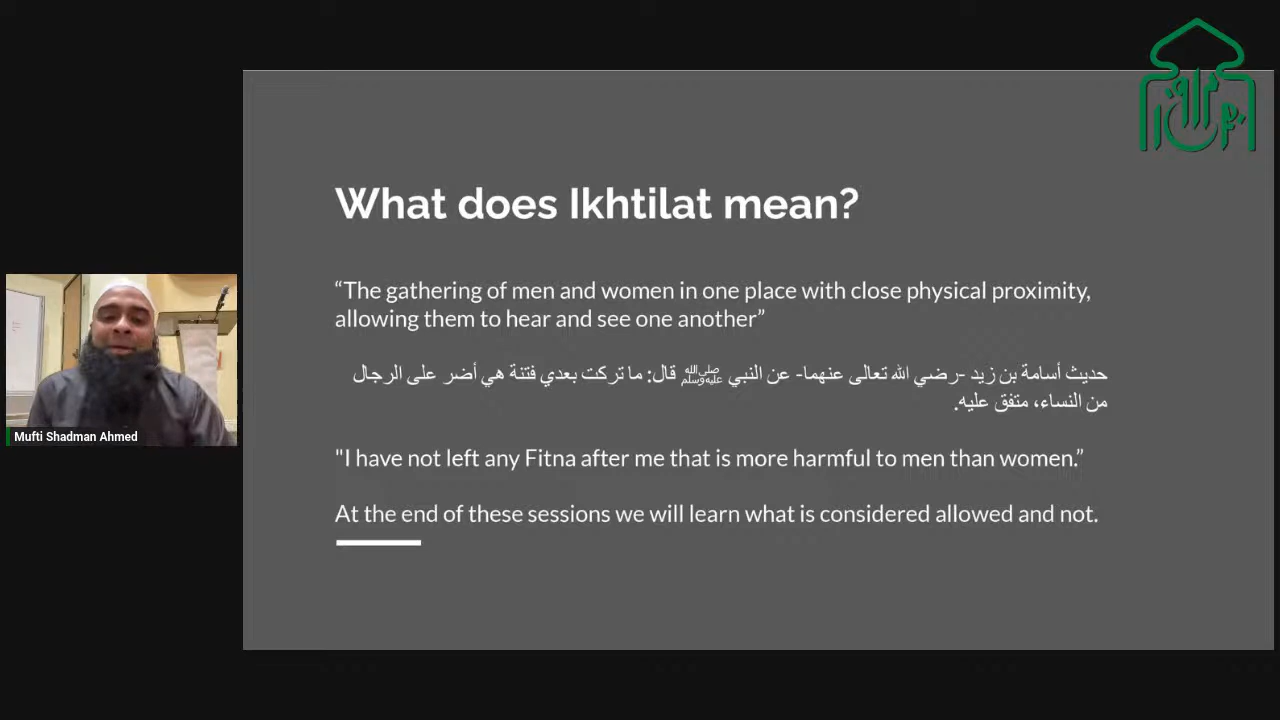 What does Ikhtilat mean?
“The gathering of men and women in one place with close physical proximity,
allowing them to hear and see one another”
حديث أسامة بن زيد -رضي الله تعالى عنهما- عن النبي ﷺ قال: ما تركت بعدي فتنة هي أضر على الرجال
من النساء، متفق عليه.
"I have not left any Fitna after me that is more harmful to men than women.”
At the end of these sessions we will learn what is considered allowed and not.
Mufti Shadman Ahmed